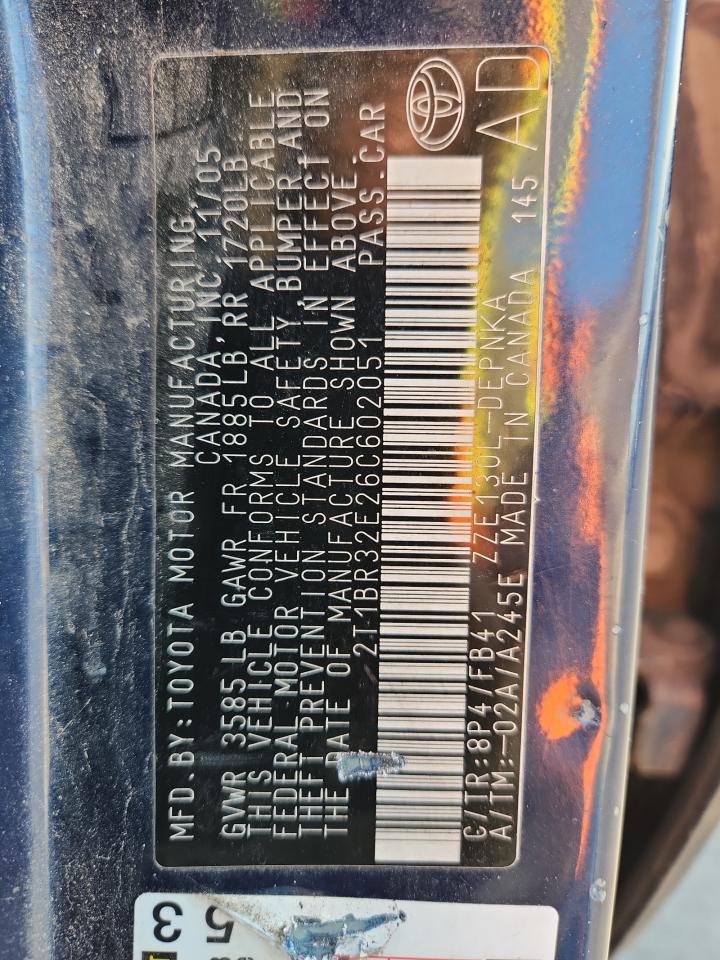 MFD.BY:TOYOTA MOTOR MANUFACTURING
CANADA, INC. 11/05
GVWR 3585 LB GAWR FR 1885LB, RR 1720LB
THIS VEHICLE CONFORMS TO ALL APPLICABLE
FEDERAL MOTOR VEHICLE SAFETY, BUMPER AND
THEFT PREVENTION STANDARDS IN EFFECT ON
THE DATE OF MANUFACTURE SHOWN ABOVE.
2T1BR32E26C602051 PASS.CAR
C/TR:8P4/FB41 ZZE130L-DEPNKA
A/TM:-02A/A245E MADE IN CANADA 145 AD
3
5